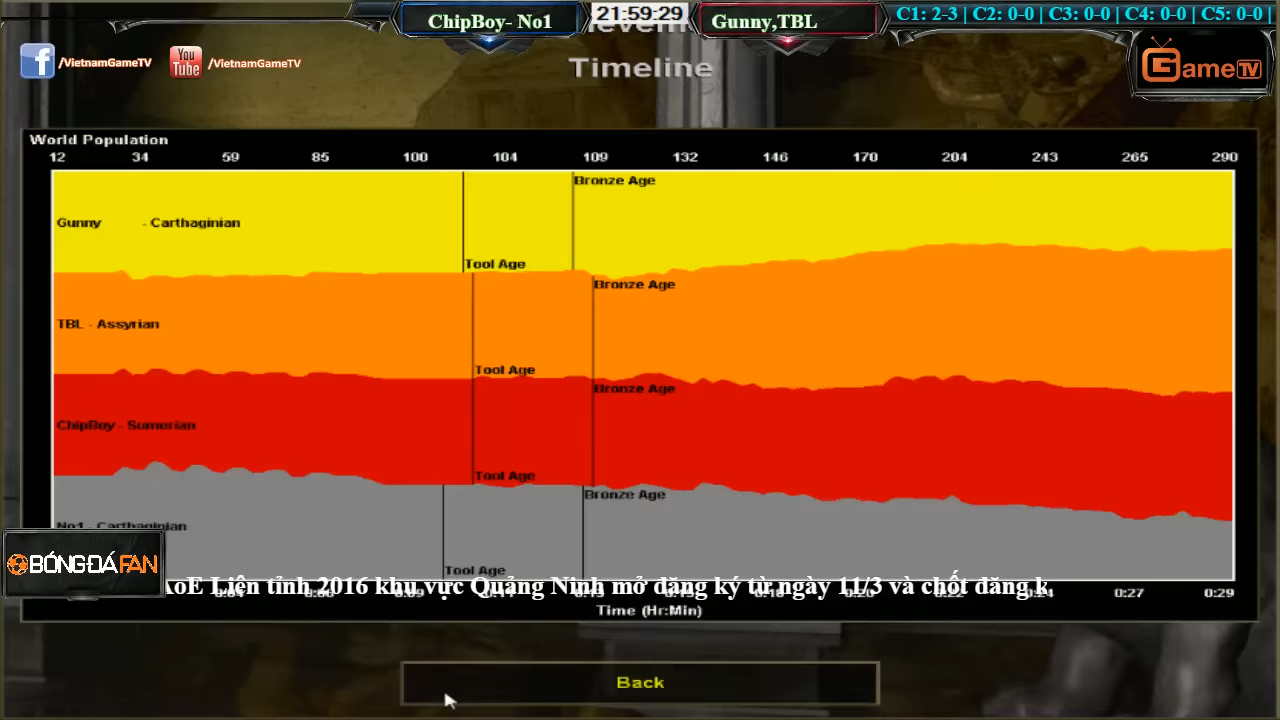 ChipBoy- No1
21:59:29
Gunny,TBL
C1: 2-3 | C2: 0-0 | C3: 0-0 | C4: 0-0 | C5: 0-0 |
/VietnamGameTV
You Tube
/VietnamGameTV
GameTV
Timeline
World Population
12 34 59 85 100 104 109 132 146 170 204 243 265 290
Bronze Age
Gunny - Carthaginian
Tool Age
Bronze Age
TBL - Assyrian
Tool Age
Bronze Age
ChipBoy - Sumerian
Tool Age
Bronze Age
No1 - Carthaginian
BÓNGĐÁFAN
Tool Age
AoE Liên tỉnh 2016 khu vực Quảng Ninh mở đăng ký từ ngày 11/3 và chốt đăng k
0:27 0:29
Time (Hr:Min)
Back